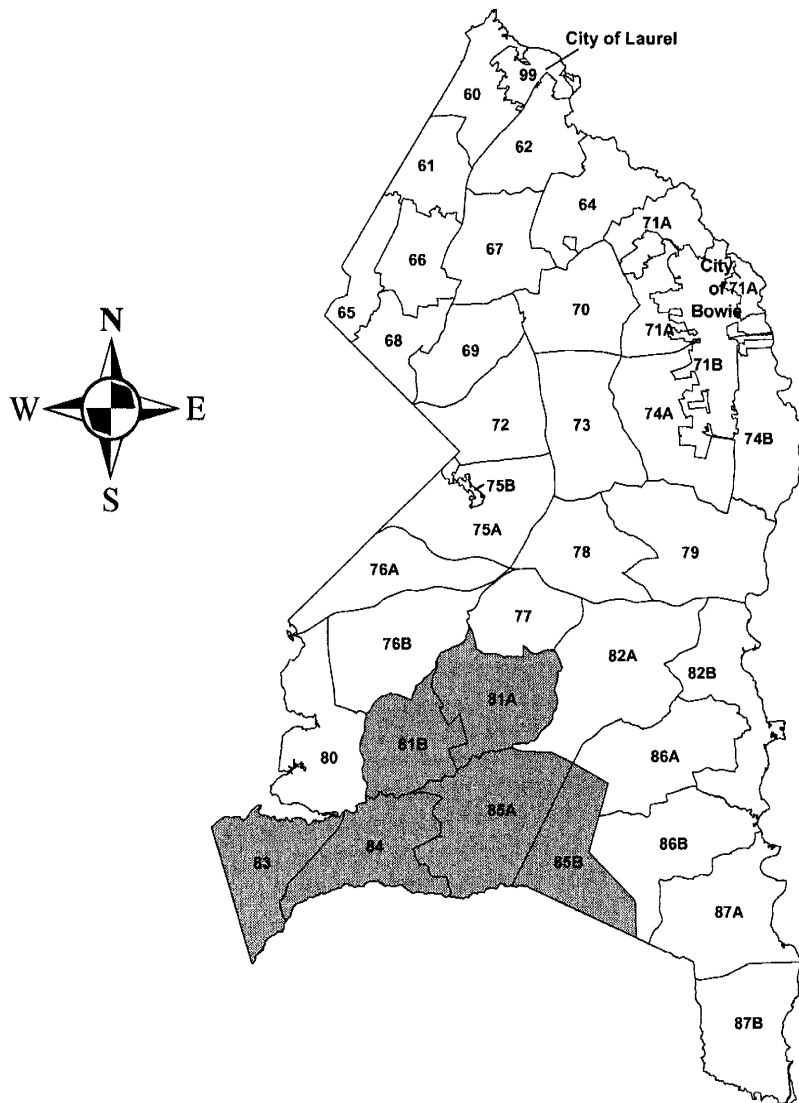 City of Laurel
99
60
62
61
64
71A
66
67
City
of 71A
Bowie
65
70
68
71A
69
71B
N
W E
S
72
73
74A
74B
75B
75A
76A
78
79
77
76B
82A
82B
81A
81B
80
86A
85A
84
83
85B
86B
87A
87B